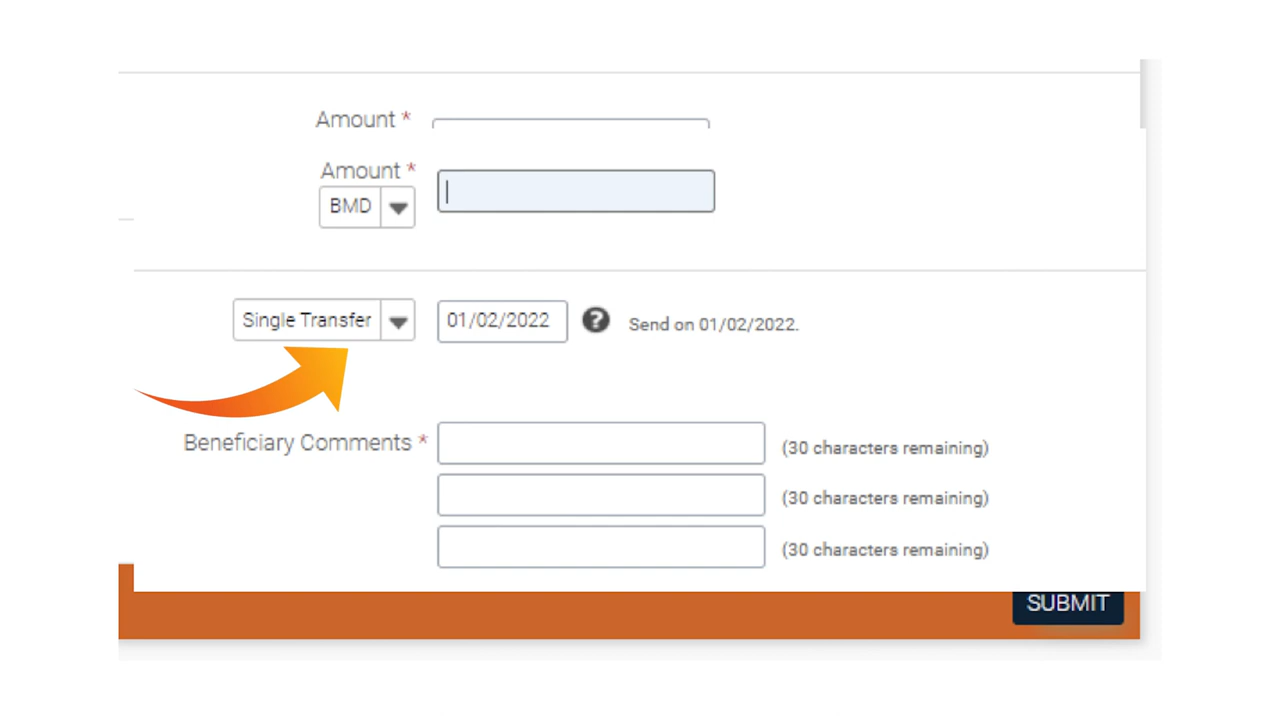 Amount *
Amount *
BMD
Single Transfer 01/02/2022 ? Send on 01/02/2022.
Beneficiary Comments * (30 characters remaining)
(30 characters remaining)
(30 characters remaining)
SUBMIT